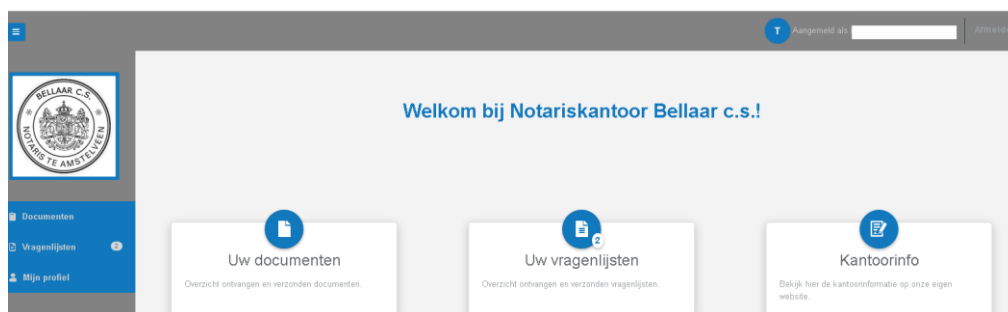 T Aangemeld als
Afmelde
BELLAAR C.S.
NOTARIS TE AMSTELVEEN
Welkom bij Notariskantoor Bellaar c.s.!
Documenten
Vragenlijsten 2
Mijn profiel
2
Uw documenten
Overzicht ontvangen en verzonden documenten.
Uw vragenlijsten
Overzicht ontvangen en verzonden vragenlijsten.
Kantoorinfo
Bekijk hier de kantoorinformatie op onze eigen
website.